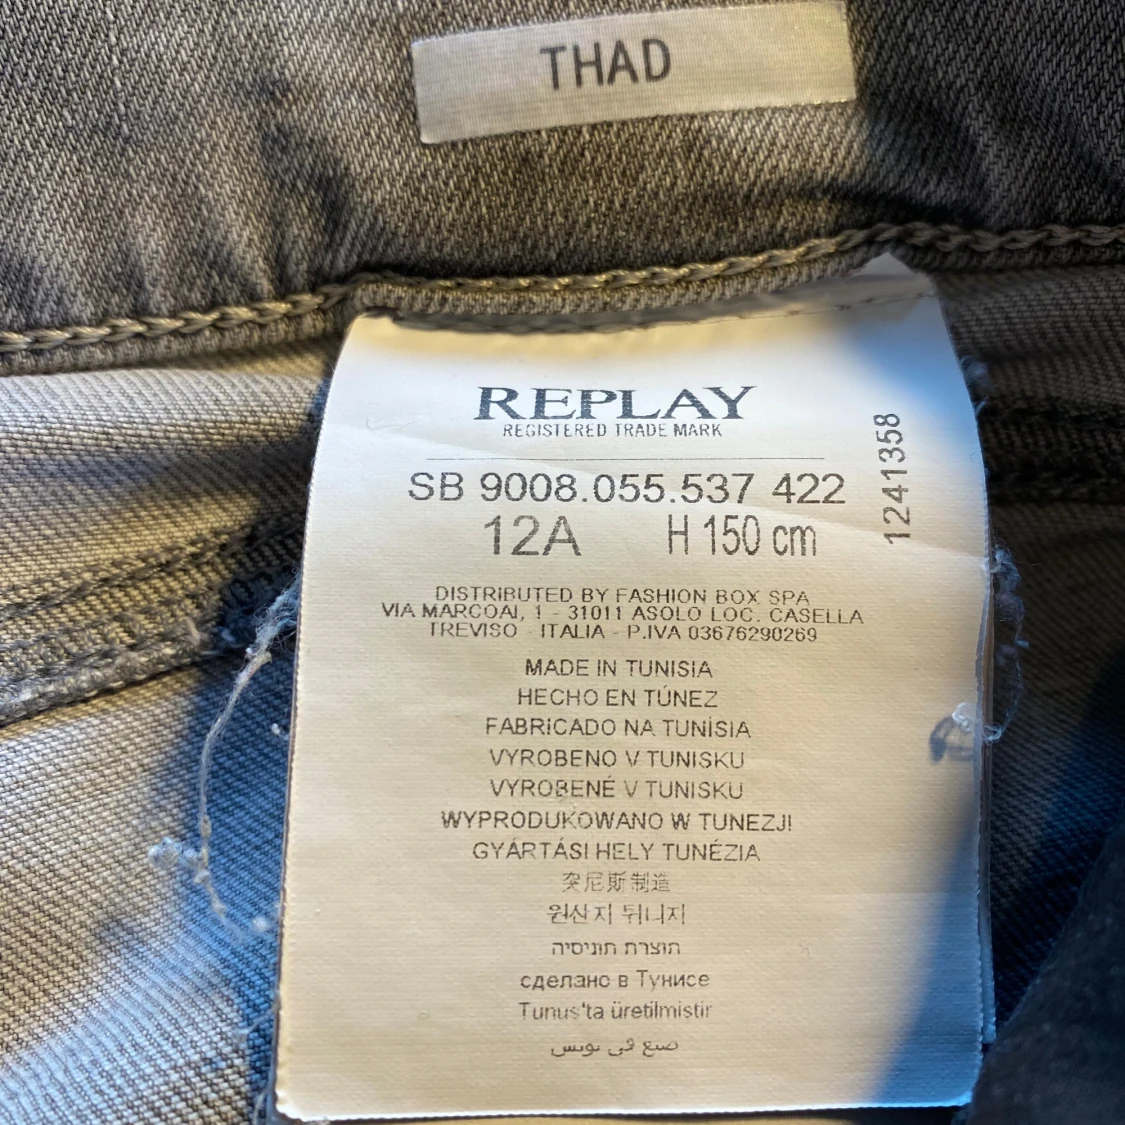 THAD
REPLAY
REGISTERED TRADE MARK
SB 9008.055.537 422
12A H 150 cm
1241358
DISTRIBUTED BY FASHION BOX SPA
VIA MARCOAI, 1 - 31011 ASOLO LOC. CASELLA
TREVISO - ITALIA - P.IVA 03676290269
MADE IN TUNISIA
HECHO EN TÚNEZ
FABRICADO NA TUNÍSIA
VYROBENO V TUNISKU
VYROBENÉ V TUNISKU
WYPRODUKOWANO W TUNEZJI
GYÁRTÁSI HELY TUNÉZIA
突尼斯制造
원산지 튀니지
תוצרת תוניסיה
сделано в Тунисе
Tunus'ta üretilmistir
صنع في تونس